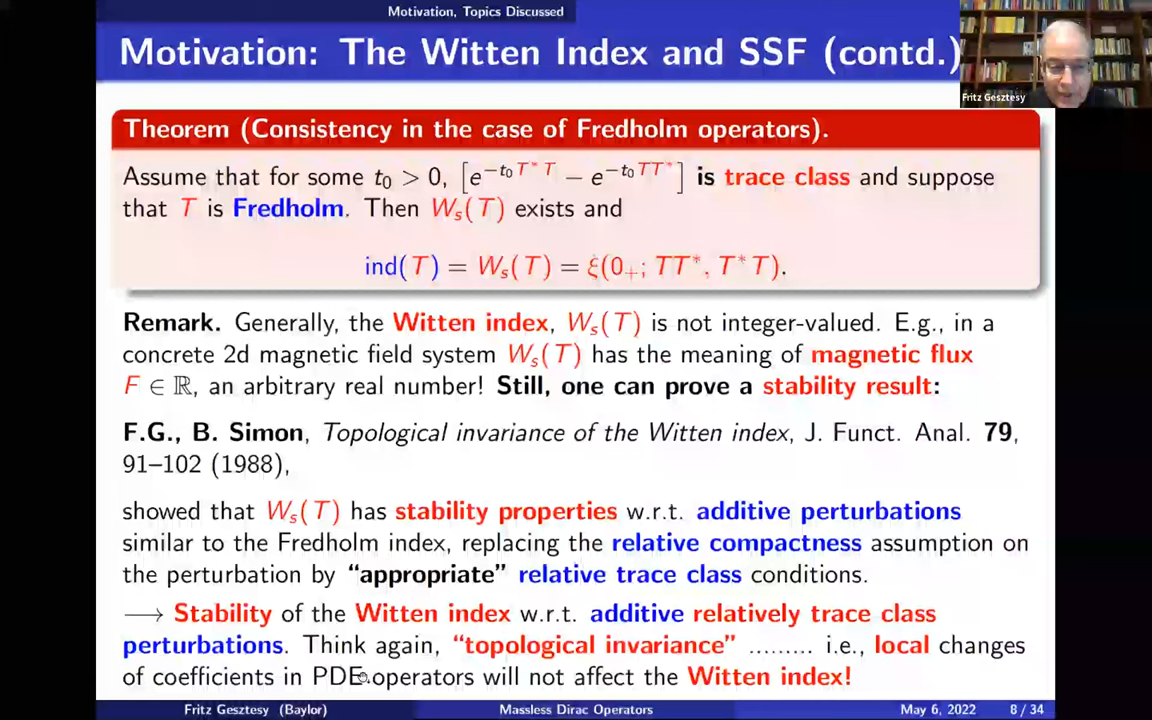 Motivation, Topics Discussed
Motivation: The Witten Index and SSF (contd.)
Fritz Gesztesy
Theorem (Consistency in the case of Fredholm operators).
Assume that for some t₀ > 0, [e^{−t₀T*T} − e^{−t₀TT*}] is trace class and suppose
that T is Fredholm. Then Wₛ(T) exists and
ind(T) = Wₛ(T) = ξ(0₊; TT*, T*T).
Remark. Generally, the Witten index, Wₛ(T) is not integer-valued. E.g., in a
concrete 2d magnetic field system Wₛ(T) has the meaning of magnetic flux
F ∈ ℝ, an arbitrary real number! Still, one can prove a stability result:
F.G., B. Simon, Topological invariance of the Witten index, J. Funct. Anal. 79,
91–102 (1988),
showed that Wₛ(T) has stability properties w.r.t. additive perturbations
similar to the Fredholm index, replacing the relative compactness assumption on
the perturbation by “appropriate” relative trace class conditions.
⟶ Stability of the Witten index w.r.t. additive relatively trace class
perturbations. Think again, “topological invariance” ......... i.e., local changes
of coefficients in PDE operators will not affect the Witten index!
Fritz Gesztesy (Baylor) Massless Dirac Operators May 6, 2022 8 / 34